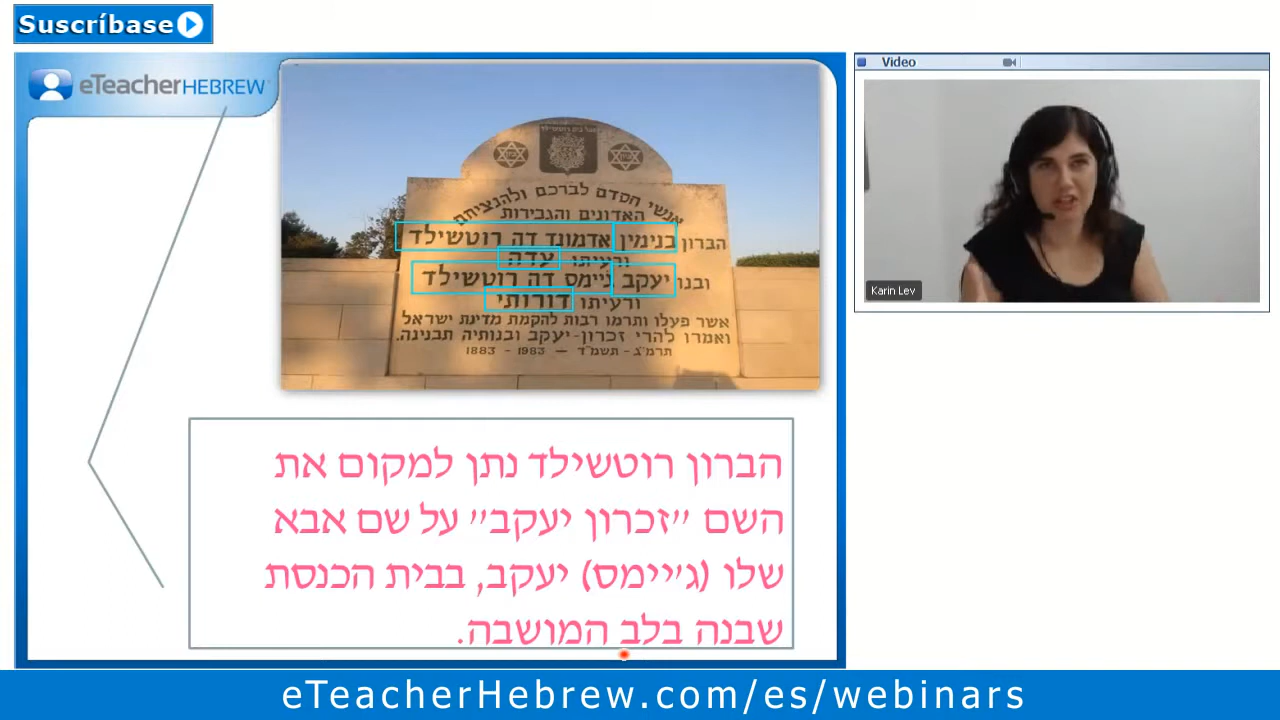 Suscríbase
eTeacherHEBREW
Video
אנשי חסדם לברכם ולהנציחם
האדונים והגבירות
הברון בנימין אדמונד דה רוטשילד
ורעיתו עדה
ובנו יעקב ג׳יימס דה רוטשילד
ורעיתו דורותי
אשר פעלו ותרמו רבות להקמת מדינת ישראל
ואמרו להרי זכרון-יעקב ובנותיה תבנינה.
תרמ״ג - תשמ״ד — 1983 - 1883
Karin Lev
הברון רוטשילד נתן למקום את
השם ״זכרון יעקב״ על שם אבא
שלו (ג׳יימס) יעקב, בבית הכנסת
שבנה בלב המושבה.
eTeacherHebrew.com/es/webinars